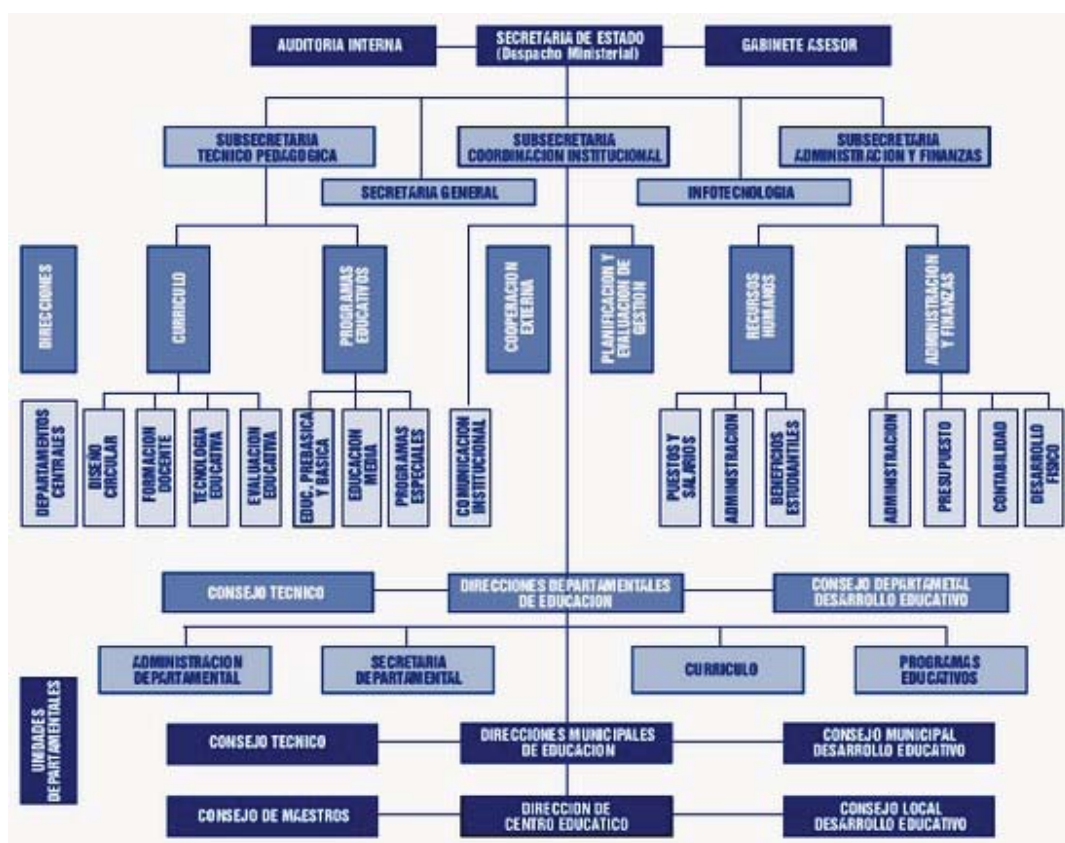 AUDITORIA INTERNA
SECRETARIA DE ESTADO
(Despacho Ministerial)
GABINETE ASESOR
SUBSECRETARIA
TECNICO PEDAGOGICA
SUBSECRETARIA
COORDINACION INSTITUCIONAL
SUBSECRETARIA
ADMINISTRACION Y FINANZAS
SECRETARIA GENERAL
INFOTECNOLOGIA
DIRECCIONES
CURRICULO
PROGRAMAS
EDUCATIVOS
COOPERACION
EXTERNA
PLANIFICACION Y
EVALUACION DE
GESTION
RECURSOS
HUMANOS
ADMINISTRACION
Y FINANZAS
DEPARTAMENTOS
CENTRALES
DISEÑO
CIRCULAR
FORMACION
DOCENTE
TECNOLOGIA
EDUCATIVA
EVALUACION
EDUCATIVA
EDUC. PREBASICA
Y BASICA
EDUCACION
MEDIA
PROGRAMAS
ESPECIALES
COMUNICACION
INSTITUCIONAL
PUESTOS Y
SALARIOS
ADMINISTRACION
BENEFICIOS
ESTUDIANTILES
ADMINISTRACION
PRESUPUESTO
CONTABILIDAD
DESARROLLO
FISICO
CONSEJO TECNICO
DIRECCIONES DEPARTAMENTALES
DE EDUCACION
CONSEJO DEPARTAMETAL
DESARROLLO EDUCATIVO
ADMINISTRACION
DEPARTAMENTAL
SECRETARIA
DEPARTAMENTAL
CURRICULO
PROGRAMAS
EDUCATIVOS
UNIDADES
DEPARTAMENTALES
CONSEJO TECNICO
DIRECCIONES MUNICIPALES
DE EDUCACION
CONSEJO MUNICIPAL
DESARROLLO EDUCATIVO
CONSEJO DE MAESTROS
DIRECCION DE
CENTRO EDUCATICO
CONSEJO LOCAL
DESARROLLO EDUCATIVO